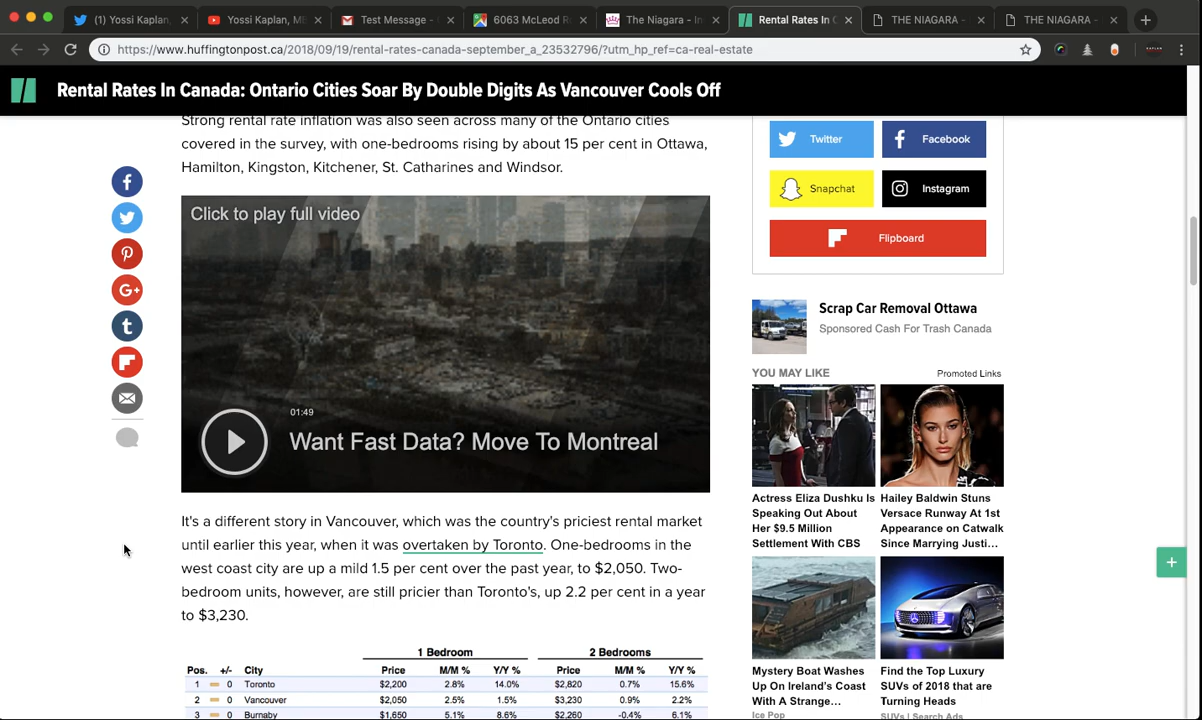 (1) Yossi Kaplan,
Yossi Kaplan, M
Test Message -
6063 McLeod R
The Niagara - In
Rental Rates In C
THE NIAGARA -
THE NIAGARA -
https://www.huffingtonpost.ca/2018/09/19/rental-rates-canada-september_a_23532796/?utm_hp_ref=ca-real-estate
Rental Rates In Canada: Ontario Cities Soar By Double Digits As Vancouver Cools Off
Strong rental rate inflation was also seen across many of the Ontario cities
covered in the survey, with one-bedrooms rising by about 15 per cent in Ottawa,
Hamilton, Kingston, Kitchener, St. Catharines and Windsor.
Click to play full video
01:49
Want Fast Data? Move To Montreal
It's a different story in Vancouver, which was the country's priciest rental market
until earlier this year, when it was overtaken by Toronto. One-bedrooms in the
west coast city are up a mild 1.5 per cent over the past year, to $2,050. Two-
bedroom units, however, are still pricier than Toronto's, up 2.2 per cent in a year
to $3,230.
1 Bedroom 2 Bedrooms
Pos. +/- City Price M/M % Y/Y % Price M/M % Y/Y %
1 0 Toronto $2,200 2.8% 14.0% $2,820 0.7% 15.6%
2 0 Vancouver $2,050 2.5% 1.5% $3,230 0.9% 2.2%
3 0 Burnaby $1,650 5.1% 8.6% $2,260 -0.4% 6.1%
Twitter Facebook
Snapchat Instagram
Flipboard
Scrap Car Removal Ottawa
Sponsored Cash For Trash Canada
YOU MAY LIKE Promoted Links
Actress Eliza Dushku Is
Speaking Out About
Her $9.5 Million
Settlement With CBS
Hailey Baldwin Stuns
Versace Runway At 1st
Appearance on Catwalk
Since Marrying Justi...
Mystery Boat Washes
Up On Ireland's Coast
With A Strange...
Ice Pop
Find the Top Luxury
SUVs of 2018 that are
Turning Heads
SUVs | Search Ads